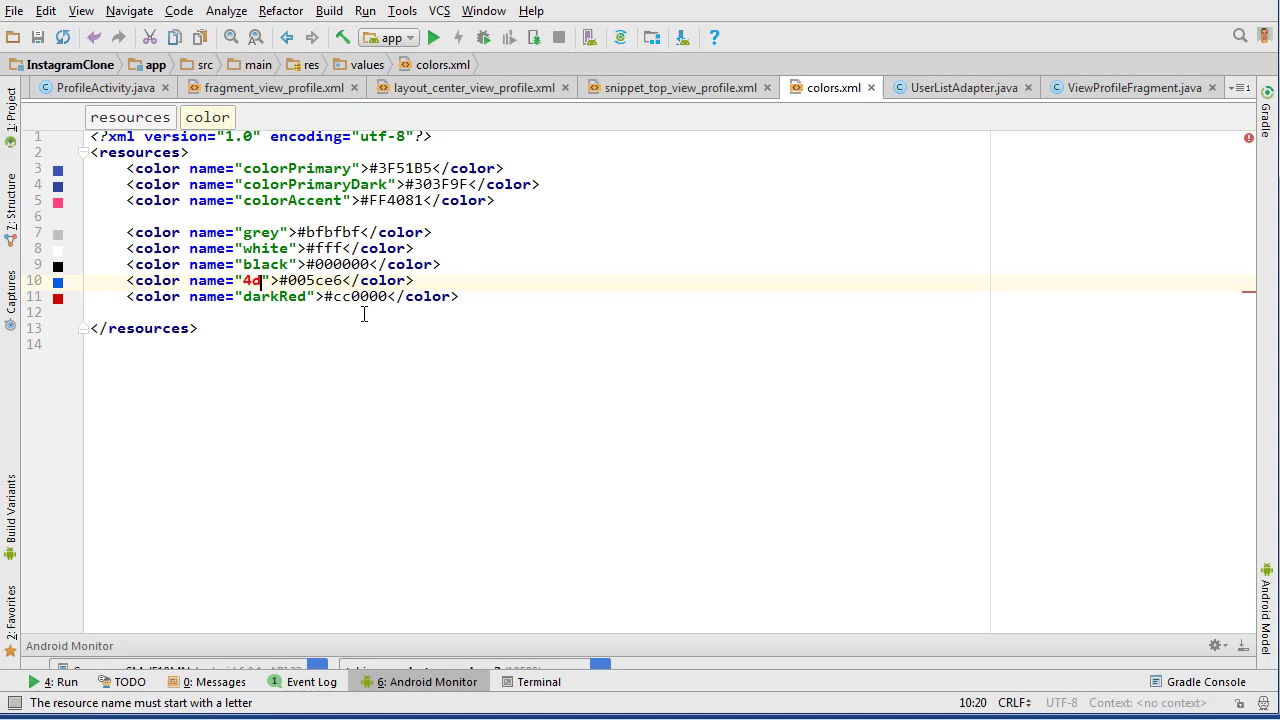 File Edit View Navigate Code Analyze Refactor Build Run Tools VCS Window Help
app
InstagramClone app src main res values colors.xml
ProfileActivity.java fragment_view_profile.xml layout_center_view_profile.xml snippet_top_view_profile.xml colors.xml UserListAdapter.java ViewProfileFragment.java 1
resources color
1 <?xml version="1.0" encoding="utf-8"?>
2 <resources>
3 <color name="colorPrimary">#3F51B5</color>
4 <color name="colorPrimaryDark">#303F9F</color>
5 <color name="colorAccent">#FF4081</color>
6
7 <color name="grey">#bfbfbf</color>
8 <color name="white">#fff</color>
9 <color name="black">#000000</color>
10 <color name="4d">#005ce6</color>
11 <color name="darkRed">#cc0000</color>
12
13 </resources>
14
1: Project
7: Structure
Captures
Build Variants
2: Favorites
Gradle
Android Model
Android Monitor
4: Run TODO 0: Messages 1 Event Log 6: Android Monitor Terminal Gradle Console
The resource name must start with a letter 10:20 CRLF UTF-8 Context: <no context>